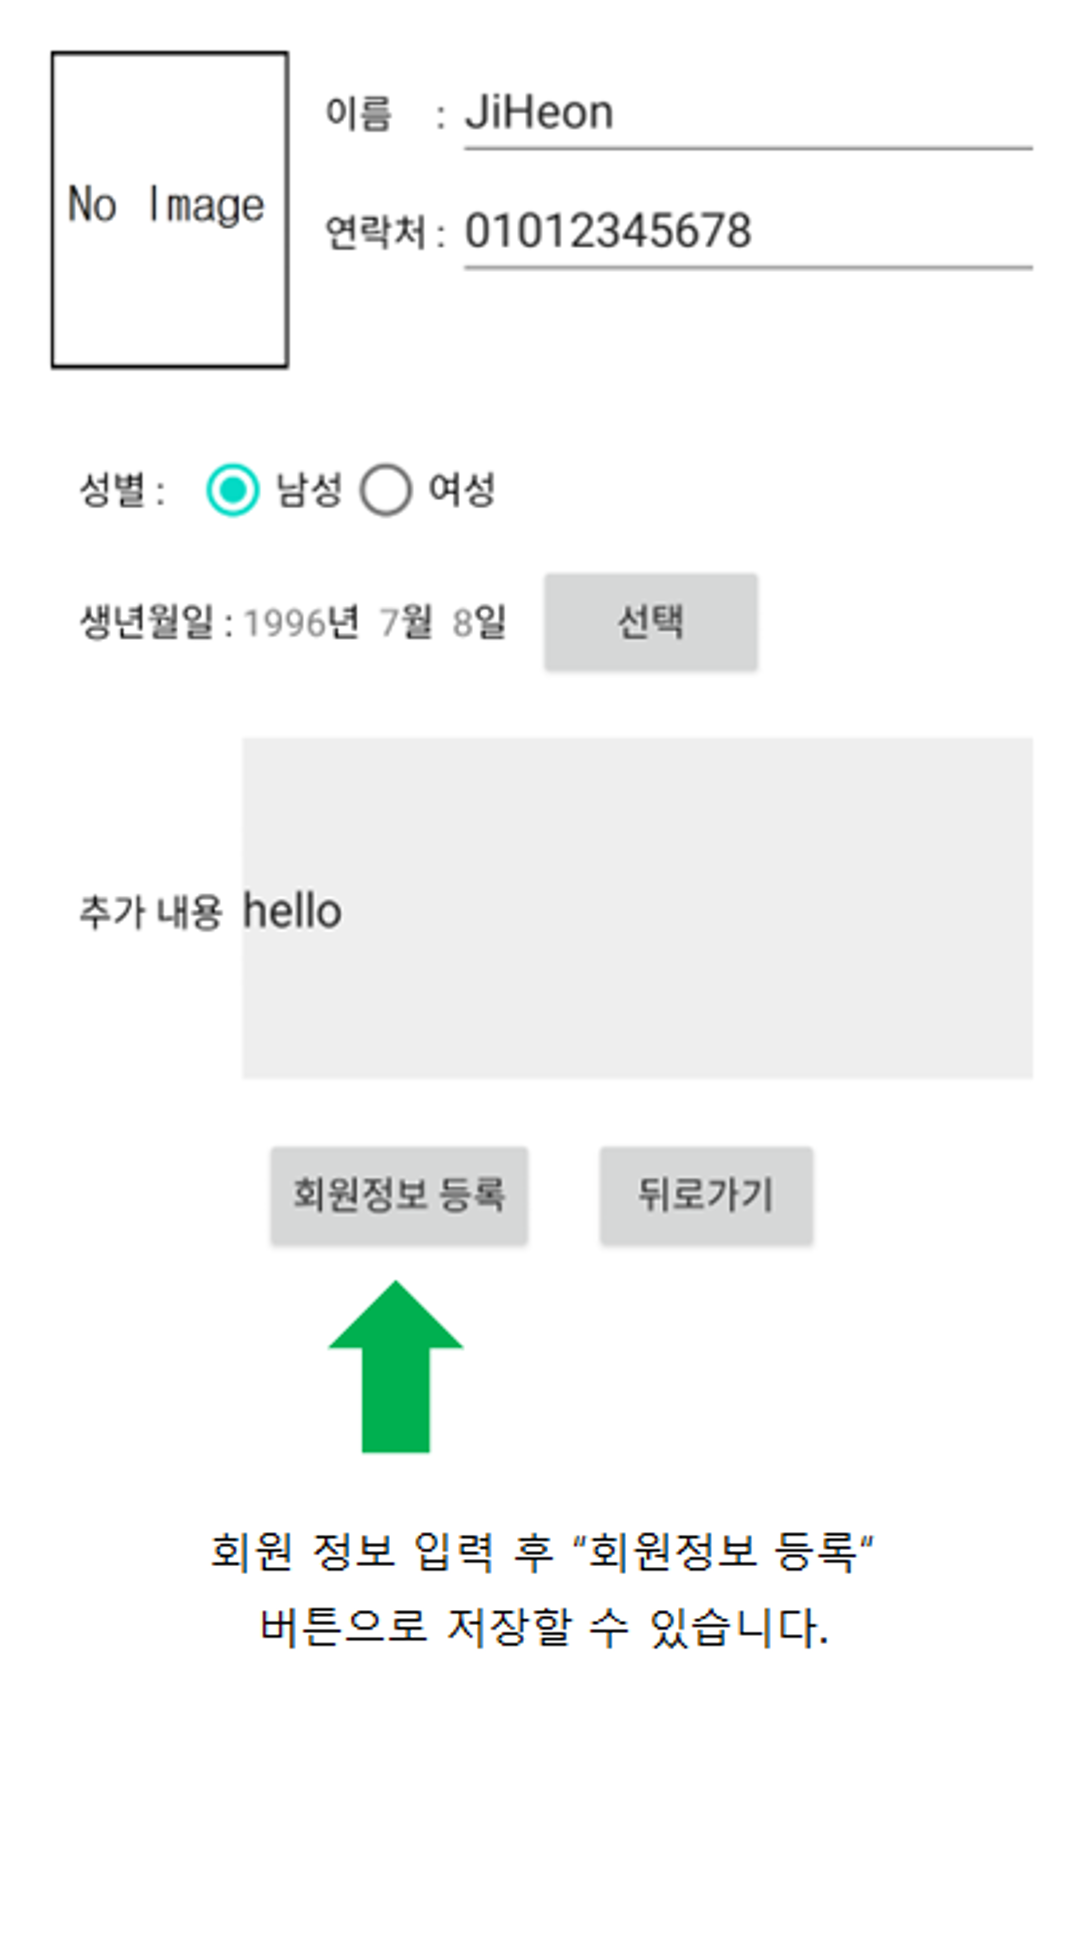 No Image
이름 : JiHeon
연락처 : 01012345678
성별 : 남성 여성
생년월일 : 1996년 7월 8일 선택
추가 내용 hello
회원정보 등록 뒤로가기
회원 정보 입력 후 "회원정보 등록"
버튼으로 저장할 수 있습니다.